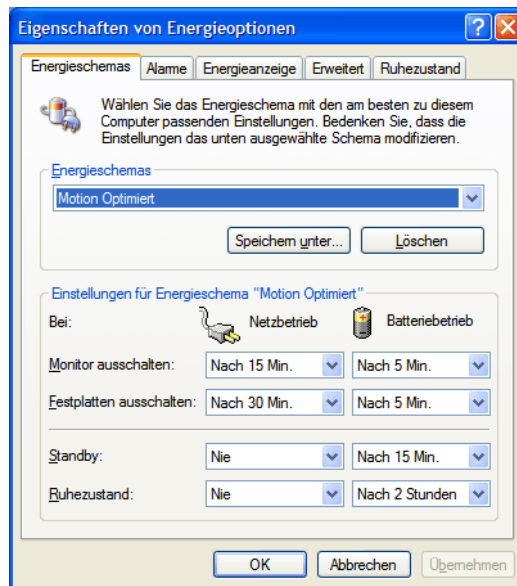 Eigenschaften von Energieoptionen
Energieschemas Alarme Energieanzeige Erweitert Ruhezustand
Wählen Sie das Energieschema mit den am besten zu diesem
Computer passenden Einstellungen. Bedenken Sie, dass die
Einstellungen das unten ausgewählte Schema modifizieren.
Energieschemas
Motion Optimiert
Speichern unter... Löschen
Einstellungen für Energieschema "Motion Optimiert"
Bei: Netzbetrieb Batteriebetrieb
Monitor ausschalten: Nach 15 Min. Nach 5 Min.
Festplatten ausschalten: Nach 30 Min. Nach 5 Min.
Standby: Nie Nach 15 Min.
Ruhezustand: Nie Nach 2 Stunden
OK Abbrechen Übernehmen